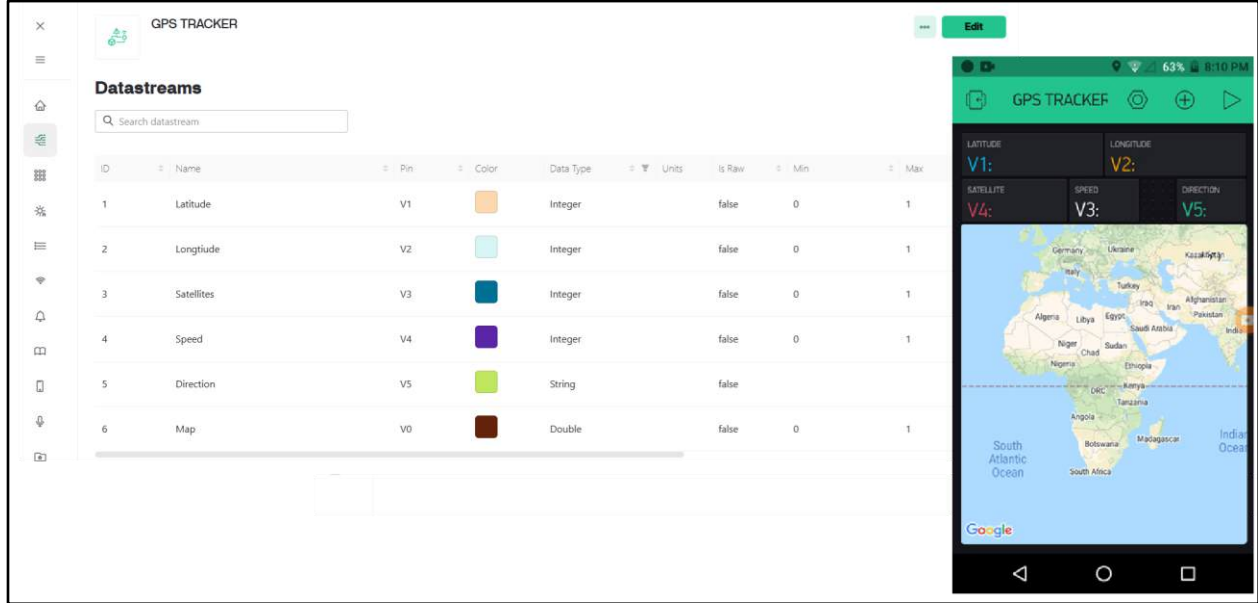 GPS TRACKER
Edit
Datastreams
Search datastream
ID Name Pin Color Data Type Units Is Raw Min Max
1 Latitude V1 Integer false 0 1
2 Longtiude V2 Integer false 0 1
3 Satellites V3 Integer false 0 1
4 Speed V4 Integer false 0 1
5 Direction V5 String false
6 Map V0 Double false 0 1
63% 8:10 PM
GPS TRACKER
LATITUDE LONGITUDE
V1: V2:
SATELLITE SPEED DIRECTION
V4: V3: V5:
Germany Ukraine Kazakhstan
Italy
Turkey
Iraq Iran Afghanistan
Algeria Libya Egypt Pakistan
Saudi Arabia India
Niger Sudan
Chad
Nigeria Ethiopia
DRC Kenya
Tanzania
Angola
Botswana Madagascar
South Atlantic Ocean
Indian Ocean
South Africa
Google